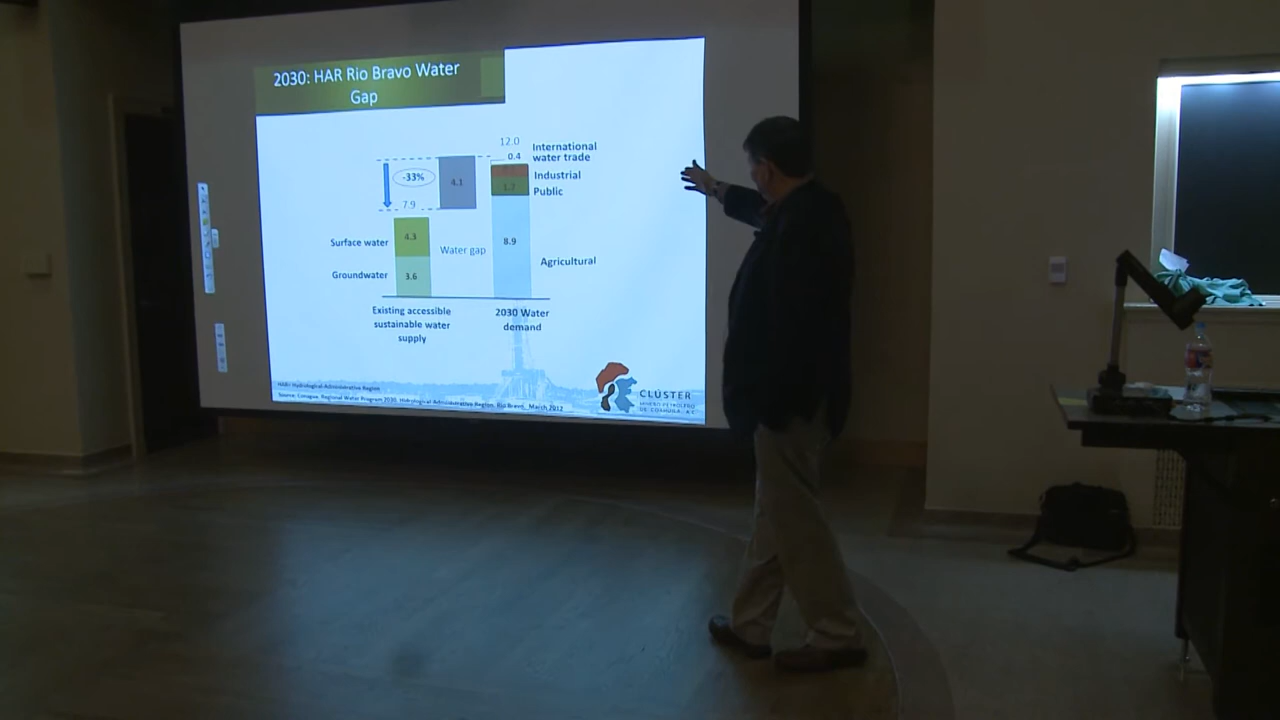 2030: HAR Rio Bravo Water
Gap
12.0
0.4
International
water trade
-33%
4.1
Industrial
1.7
Public
7.9
Surface water
4.3
Water gap
8.9
Agricultural
Groundwater
3.6
Existing accessible
sustainable water
supply
2030 Water
demand
HAR: Hydrological-Administrative Region
Source: Conagua, Regional Water Program 2030, Hidrological-Administrative Region, Rio Bravo, March 2012
CLÚSTER
MINERO PETROLERO
DE COAHUILA, A.C